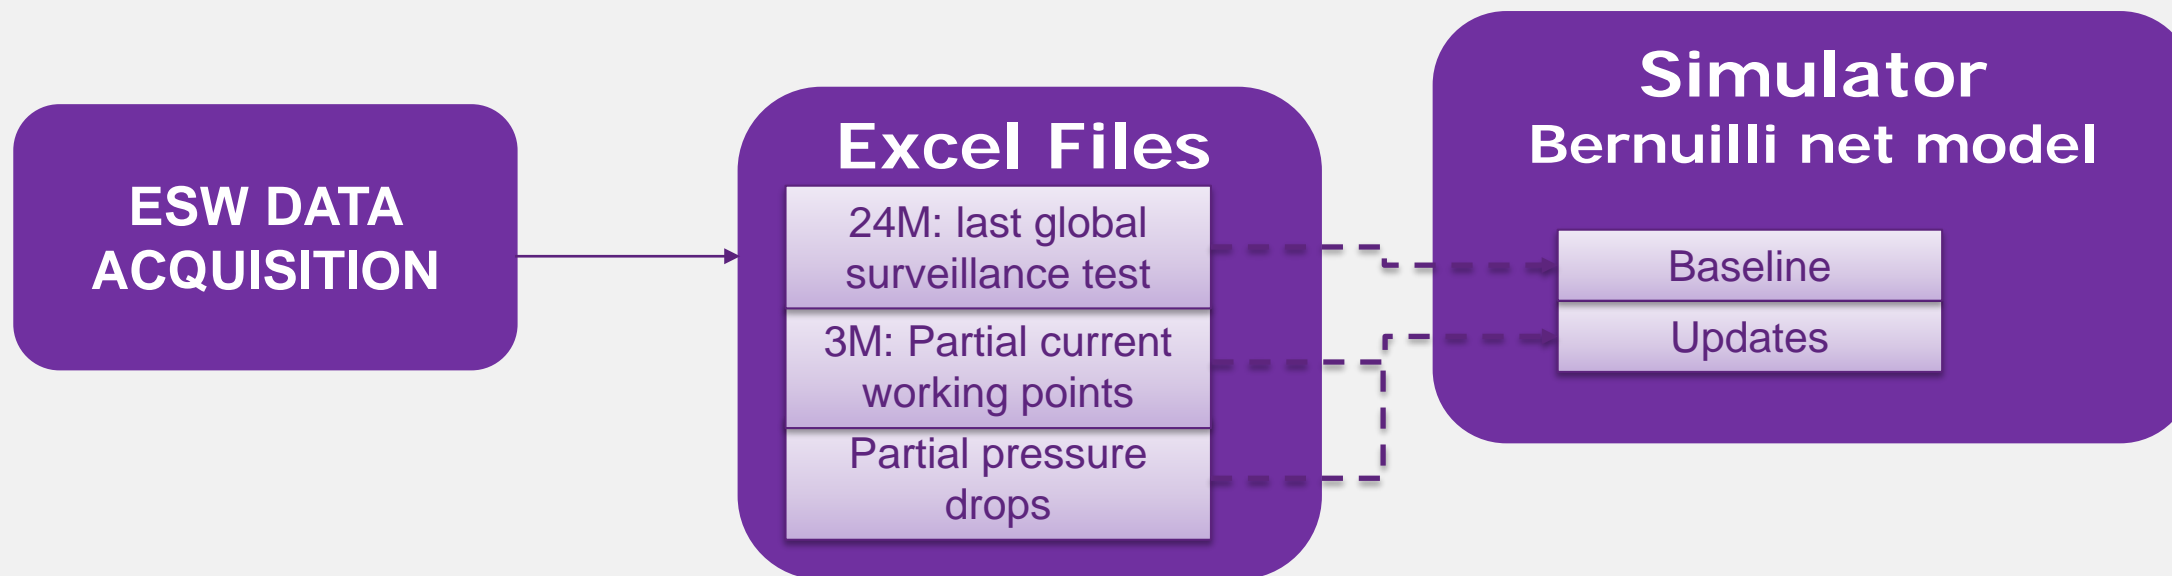 ESW DATA
ACQUISITION
Excel Files
24M: last global
surveillance test
3M: Partial current
working points
Partial pressure
drops
Simulator
Bernuilli net model
Baseline
Updates